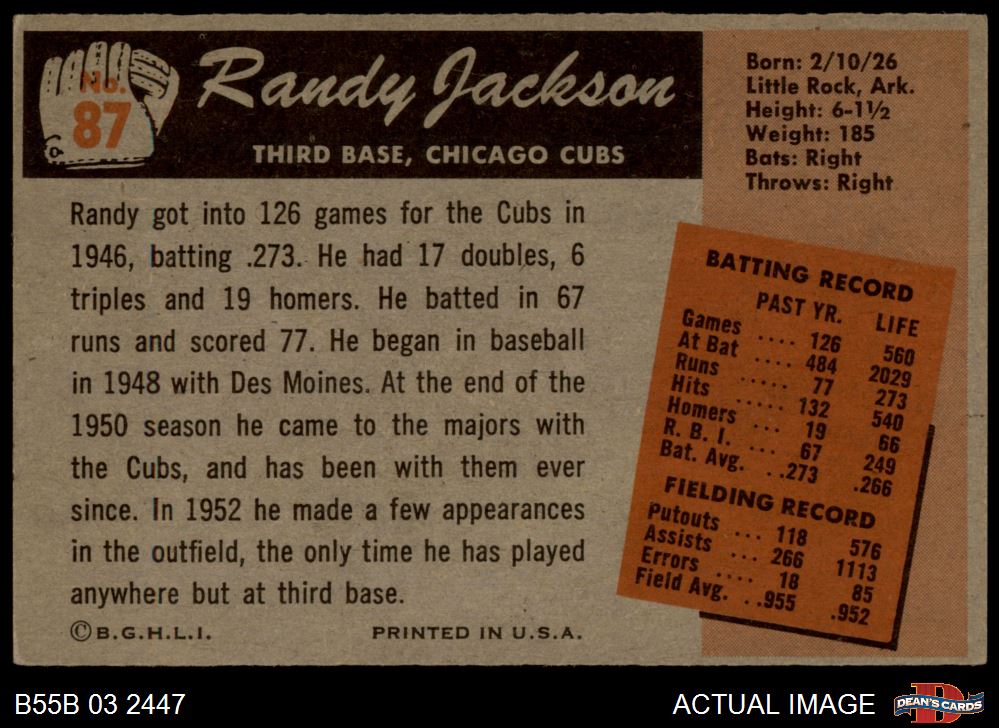 No.
87
Randy Jackson
THIRD BASE, CHICAGO CUBS
Born: 2/10/26
Little Rock, Ark.
Height: 6-1½
Weight: 185
Bats: Right
Throws: Right
Randy got into 126 games for the Cubs in
1946, batting .273. He had 17 doubles, 6
triples and 19 homers. He batted in 67
runs and scored 77. He began in baseball
in 1948 with Des Moines. At the end of the
1950 season he came to the majors with
the Cubs, and has been with them ever
since. In 1952 he made a few appearances
in the outfield, the only time he has played
anywhere but at third base.
©B.G.H.L.I. PRINTED IN U.S.A.
BATTING RECORD
PAST YR. LIFE
Games .... 126 560
At Bat .... 484 2029
Runs ..... 77 273
Hits ..... 132 540
Homers ... 19 66
R. B. I. ... 67 249
Bat. Avg. . .273 .266
FIELDING RECORD
Putouts ... 118 576
Assists ... 266 1113
Errors .... 18 85
Field Avg. . .955 .952
B55B 03 2447 ACTUAL IMAGE
DEAN'S CARDS